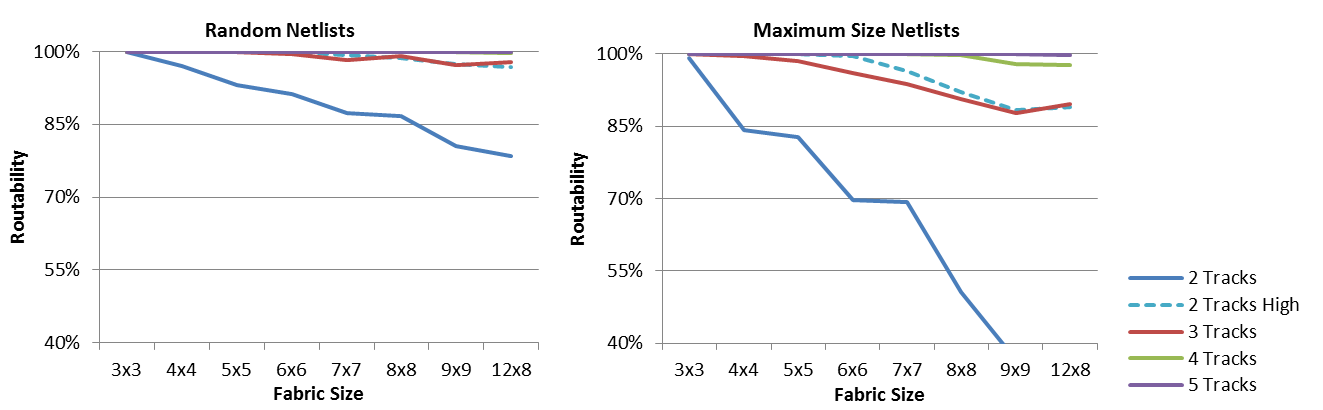 Random Netlists
100%
85%
70%
55%
40%
Routability
3x3 4x4 5x5 6x6 7x7 8x8 9x9 12x8
Fabric Size
Maximum Size Netlists
100%
85%
70%
55%
40%
Routability
3x3 4x4 5x5 6x6 7x7 8x8 9x9 12x8
Fabric Size
2 Tracks
2 Tracks High
3 Tracks
4 Tracks
5 Tracks